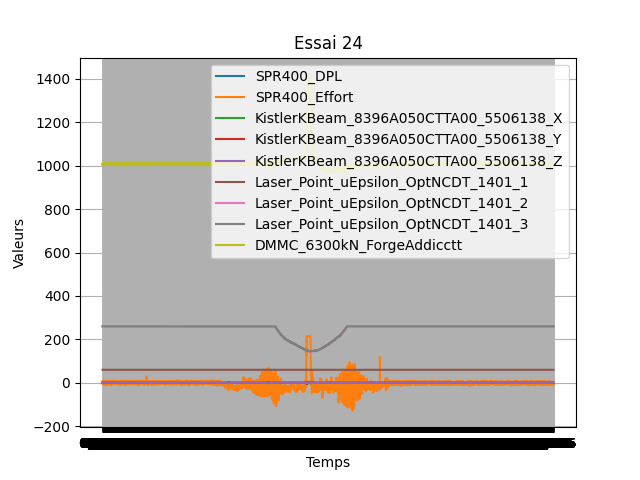 Essai 24
1400
1200
1000
800
600
400
200
0
−200
Valeurs
SPR400_DPL
SPR400_Effort
KistlerKBeam_8396A050CTTA00_5506138_X
KistlerKBeam_8396A050CTTA00_5506138_Y
KistlerKBeam_8396A050CTTA00_5506138_Z
Laser_Point_uEpsilon_OptNCDT_1401_1
Laser_Point_uEpsilon_OptNCDT_1401_2
Laser_Point_uEpsilon_OptNCDT_1401_3
DMMC_6300kN_ForgeAddicctt
Temps